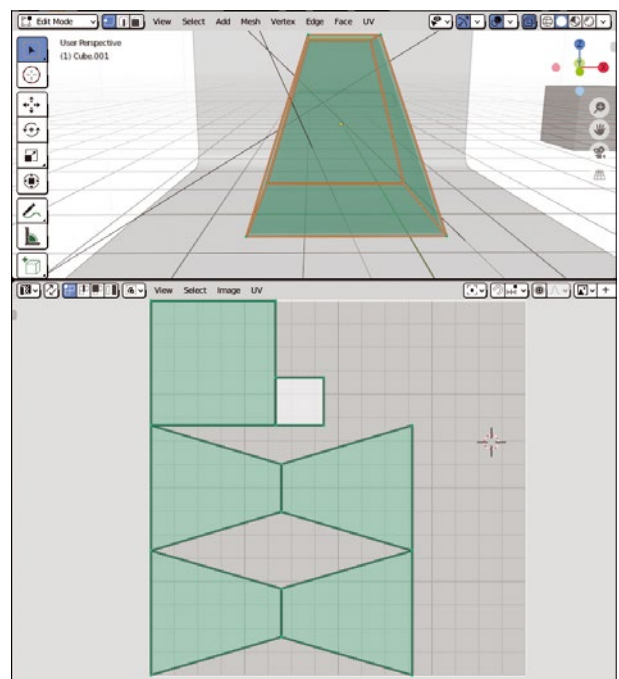 Edit Mode View Select Add Mesh Vertex Edge Face UV
User Perspective
(1) Cube.001
Z
Y
X
View Select Image UV